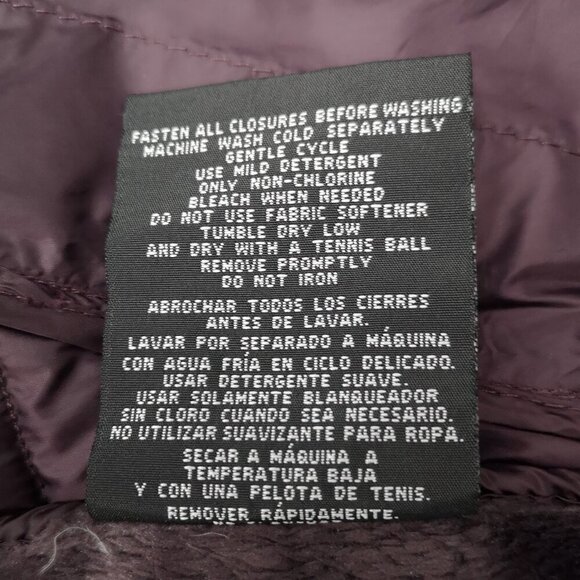 FASTEN ALL CLOSURES BEFORE WASHING
MACHINE WASH COLD SEPARATELY
GENTLE CYCLE
USE MILD DETERGENT
ONLY NON-CHLORINE
BLEACH WHEN NEEDED
DO NOT USE FABRIC SOFTENER
TUMBLE DRY LOW
AND DRY WITH A TENNIS BALL
REMOVE PROMPTLY
DO NOT IRON
ABROCHAR TODOS LOS CIERRES
ANTES DE LAVAR.
LAVAR POR SEPARADO A MÁQUINA
CON AGUA FRÍA EN CICLO DELICADO.
USAR DETERGENTE SUAVE.
USAR SOLAMENTE BLANQUEADOR
SIN CLORO CUANDO SEA NECESARIO.
NO UTILIZAR SUAVIZANTE PARA ROPA.
SECAR A MÁQUINA A
TEMPERATURA BAJA
Y CON UNA PELOTA DE TENIS.
REMOVER RÁPIDAMENTE.